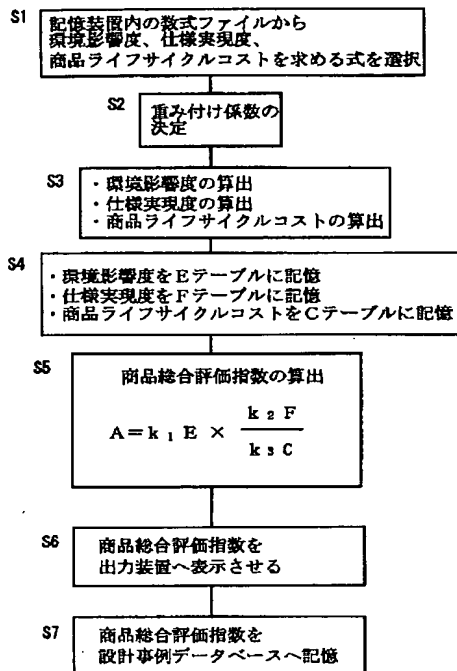 S1
記憶装置内の数式ファイルから
環境影響度、仕様実現度、
商品ライフサイクルコストを求める式を選択
S2
重み付け係数の
決定
S3
・環境影響度の算出
・仕様実現度の算出
・商品ライフサイクルコストの算出
S4
・環境影響度をEテーブルに記憶
・仕様実現度をFテーブルに記憶
・商品ライフサイクルコストをCテーブルに記憶
S5
商品総合評価指数の算出
A=k₁E × k₂F / k₃C
S6
商品総合評価指数を
出力装置へ表示させる
S7
商品総合評価指数を
設計事例データベースへ記憶